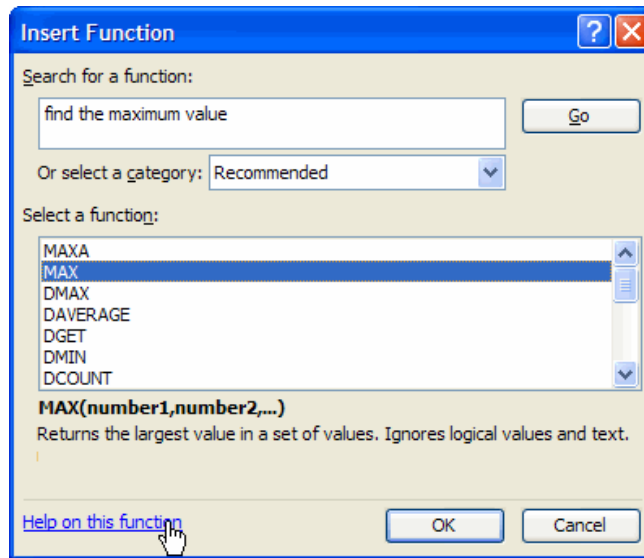 Insert Function
Search for a function:
find the maximum value
Go
Or select a category: Recommended
Select a function:
MAXA
MAX
DMAX
DAVERAGE
DGET
DMIN
DCOUNT
MAX(number1,number2,...)
Returns the largest value in a set of values. Ignores logical values and text.
Help on this function
OK
Cancel